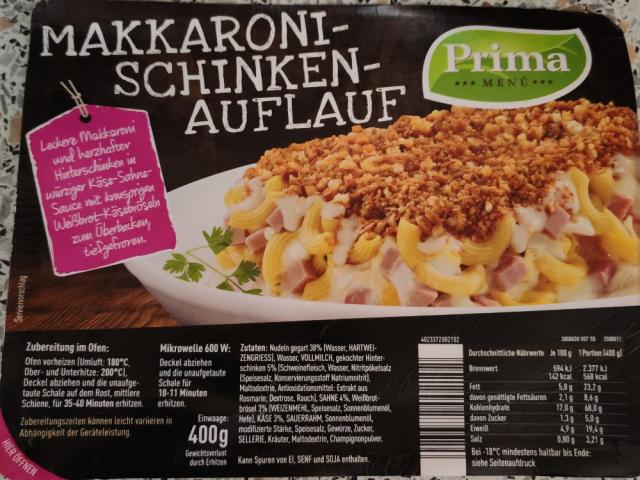 MAKKARONI-
SCHINKEN-
AUFLAUF
Prima
MENÜ
Leckere Makkaroni
und herzhafter
Hinterschinken in
würziger Käse-Sahne-
Sauce mit knusprigen
Weißbrot-Käsebröseln
zum Überbacken,
tiefgefroren.
Serviervorschlag
Zubereitung im Ofen:
Ofen vorheizen (Umluft: 180°C,
Ober- und Unterhitze: 200°C),
Deckel abziehen und die unaufge-
taute Schale auf dem Rost, mittlere
Schiene, für 35-40 Minuten erhitzen.
Zubereitungszeiten können leicht variieren in
Abhängigkeit der Geräteleistung.
HIER ÖFFNEN
Mikrowelle 600 W:
Deckel abziehen
und die unaufgetaute
Schale für
10-11 Minuten
erhitzen.
Einwaage:
400g
Gewichtsverlust
durch Erhitzen
Zutaten: Nudeln gegart 38% (Wasser, HARTWEI-
ZENGRIESS), Wasser, VOLLMILCH, gekochter Hinter-
schinken 5% (Schweinefleisch, Wasser, Nitritpökelsalz
(Speisesalz, Konservierungsstoff Natriumnitrit),
Maltodextrin, Antioxidationsmittel: Extrakt aus
Rosmarin; Dextrose, Rauch), SAHNE 4%, Weißbrot-
brösel 3% (WEIZENMEHL, Speisesalz, Sonnenblumenöl,
Hefe), KÄSE 3%, SAUERRAHM, Sonnenblumenöl,
modifizierte Stärke, Speisesalz, Gewürze, Zucker,
SELLERIE, Kräuter, Maltodextrin, Champignonpulver.
Kann Spuren von EI, SENF und SOJA enthalten.
4023372002102
Durchschnittliche Nährwerte Je 100 g 1 Portion (400 g)
Brennwert 594 kJ 2.377 kJ
142 kcal 568 kcal
Fett 5,8 g 23,2 g
davon gesättigte Fettsäuren 2,1 g 8,6 g
Kohlenhydrate 17,0 g 68,0 g
davon Zucker 1,3 g 5,0 g
Eiweiß 4,9 g 19,4 g
Salz 0,80 g 3,21 g
Bei -18°C mindestens haltbar bis Ende:
siehe Seitenaufdruck